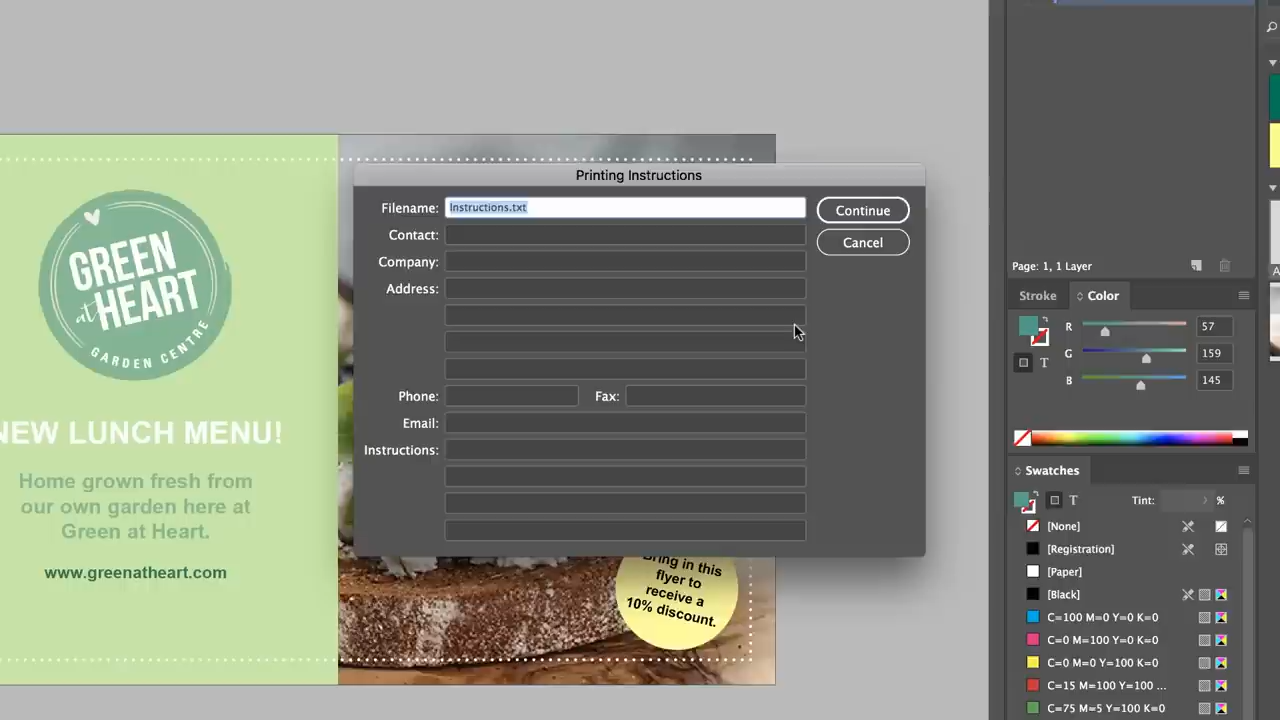 Printing Instructions
Filename: Instructions.txt
Continue
Contact:
Cancel
Company:
Address:
Phone:
Fax:
Email:
Instructions:
GREEN
at HEART
GARDEN CENTRE
NEW LUNCH MENU!
Home grown fresh from
our own garden here at
Green at Heart.
www.greenatheart.com
Bring in this
flyer to
receive a
10% discount.
Page: 1, 1 Layer
Stroke
Color
R 57
G 159
B 145
T
Swatches
T
Tint:
%
[None]
[Registration]
[Paper]
[Black]
C=100 M=0 Y=0 K=0
C=0 M=100 Y=0 K=0
C=0 M=0 Y=100 K=0
C=15 M=100 Y=100 ...
C=75 M=5 Y=100 K=0